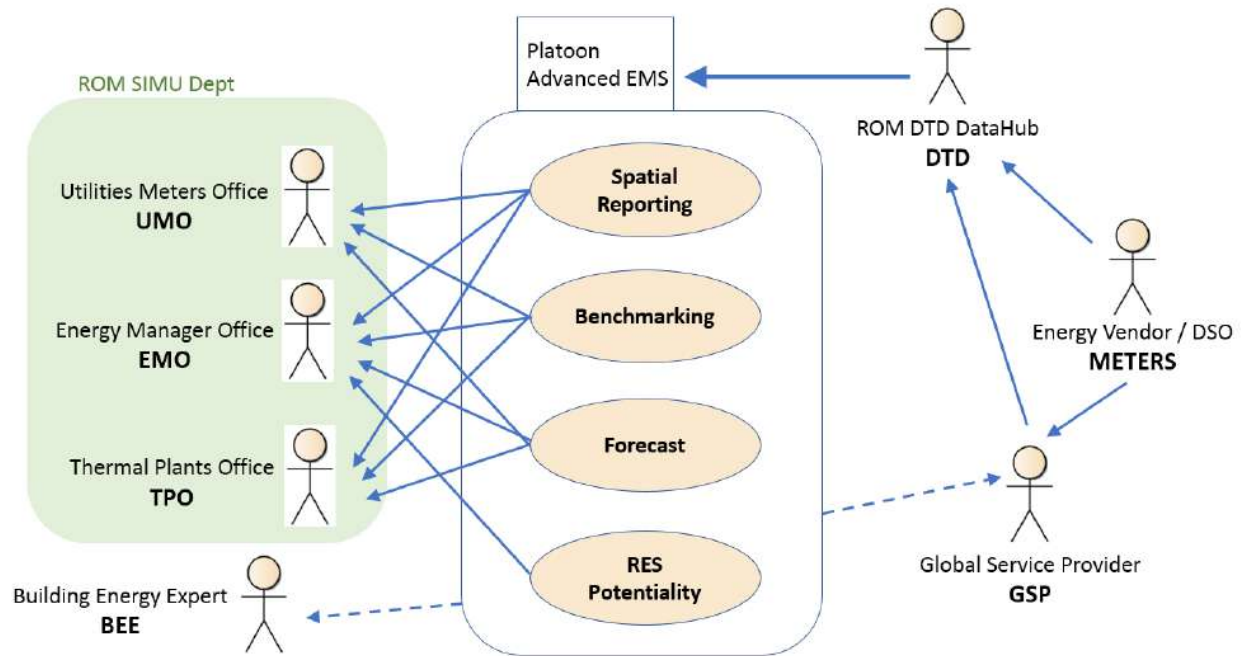 ROM SIMU Dept
Utilities Meters Office
UMO
Energy Manager Office
EMO
Thermal Plants Office
TPO
Building Energy Expert
BEE
Platoon
Advanced EMS
Spatial
Reporting
Benchmarking
Forecast
RES
Potentiality
ROM DTD DataHub
DTD
Energy Vendor / DSO
METERS
Global Service Provider
GSP